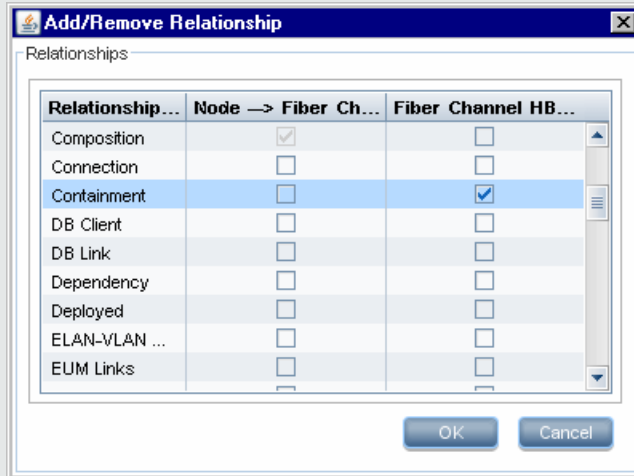 Add/Remove Relationship
Relationships
Relationship... Node —> Fiber Ch... Fiber Channel HB...
Composition
Connection
Containment
DB Client
DB Link
Dependency
Deployed
ELAN-VLAN ...
EUM Links
OK Cancel